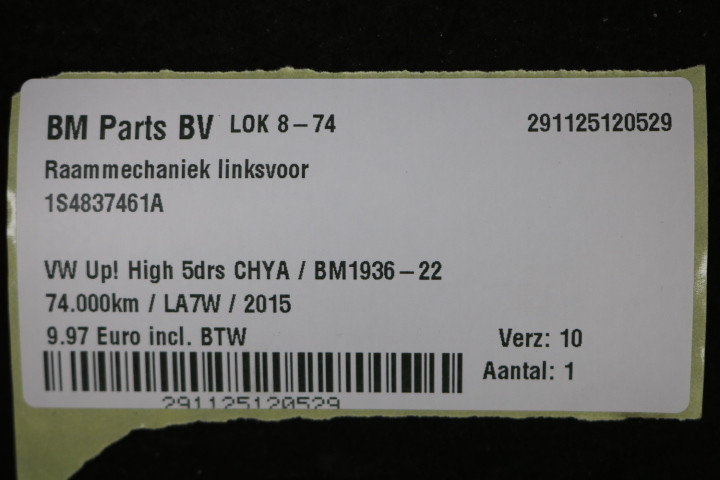 BM Parts BV LOK 8-74 291125120529
Raammechaniek linksvoor
1S4837461A
VW Up! High 5drs CHYA / BM1936-22
74.000km / LA7W / 2015
9.97 Euro incl. BTW Verz: 10
Aantal: 1
291125120529